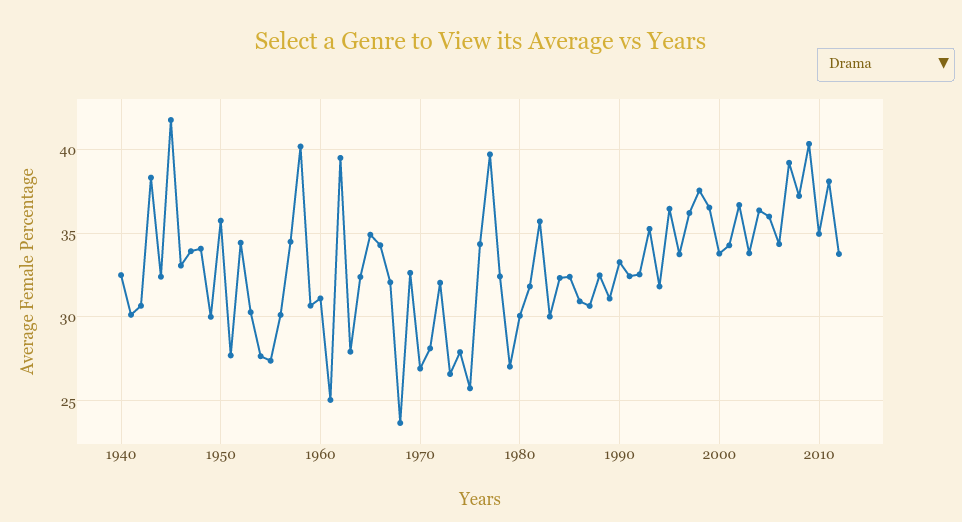 Select a Genre to View its Average vs Years
Drama ▼
Average Female Percentage
40
35
30
25
1940 1950 1960 1970 1980 1990 2000 2010
Years